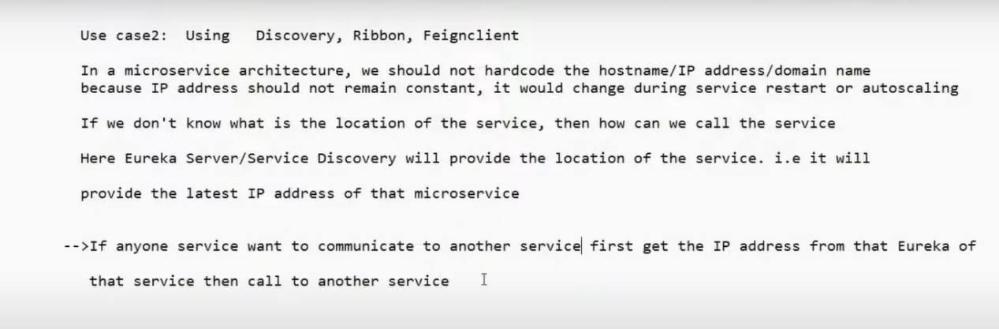 Use case2: Using Discovery, Ribbon, Feignclient
In a microservice architecture, we should not hardcode the hostname/IP address/domain name
because IP address should not remain constant, it would change during service restart or autoscaling
If we don't know what is the location of the service, then how can we call the service
Here Eureka Server/Service Discovery will provide the location of the service. i.e it will
provide the latest IP address of that microservice
-->If anyone service want to communicate to another service first get the IP address from that Eureka of
that service then call to another service